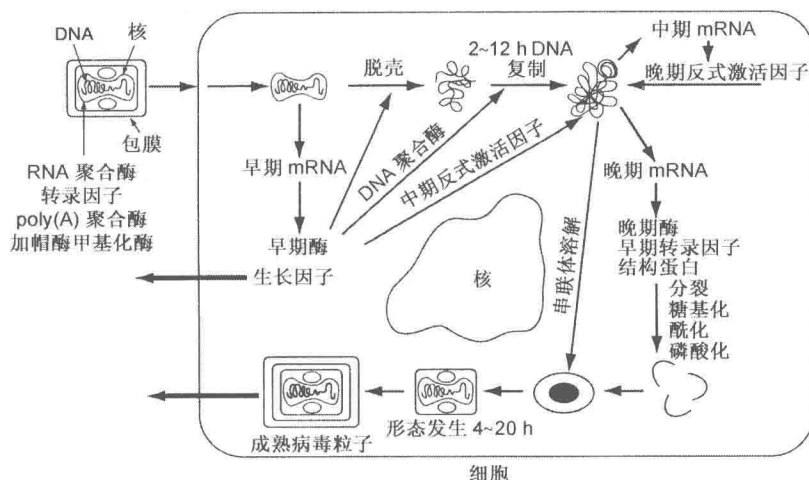 DNA
核
包膜
RNA 聚合酶
转录因子
poly(A) 聚合酶
加帽酶甲基化酶
脱壳
2~12 h DNA
复制
中期 mRNA
晚期反式激活因子
早期 mRNA
DNA 聚合酶
中期反式激活因子
晚期 mRNA
早期酶
生长因子
核
串联体溶解
晚期酶
早期转录因子
结构蛋白
分裂
糖基化
酰化
磷酸化
成熟病毒粒子
形态发生 4~20 h
细胞